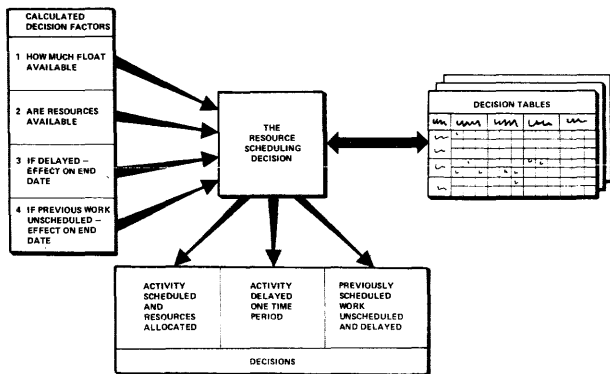 CALCULATED
DECISION FACTORS
1 HOW MUCH FLOAT
AVAILABLE
2 ARE RESOURCES
AVAILABLE
3 IF DELAYED –
EFFECT ON END
DATE
4 IF PREVIOUS WORK
UNSCHEDULED –
EFFECT ON END
DATE
THE
RESOURCE
SCHEDULING
DECISION
DECISION TABLES
ACTIVITY
SCHEDULED
AND
RESOURCES
ALLOCATED
ACTIVITY
DELAYED
ONE TIME
PERIOD
PREVIOUSLY
SCHEDULED
WORK
UNSCHEDULED
AND DELAYED
DECISIONS